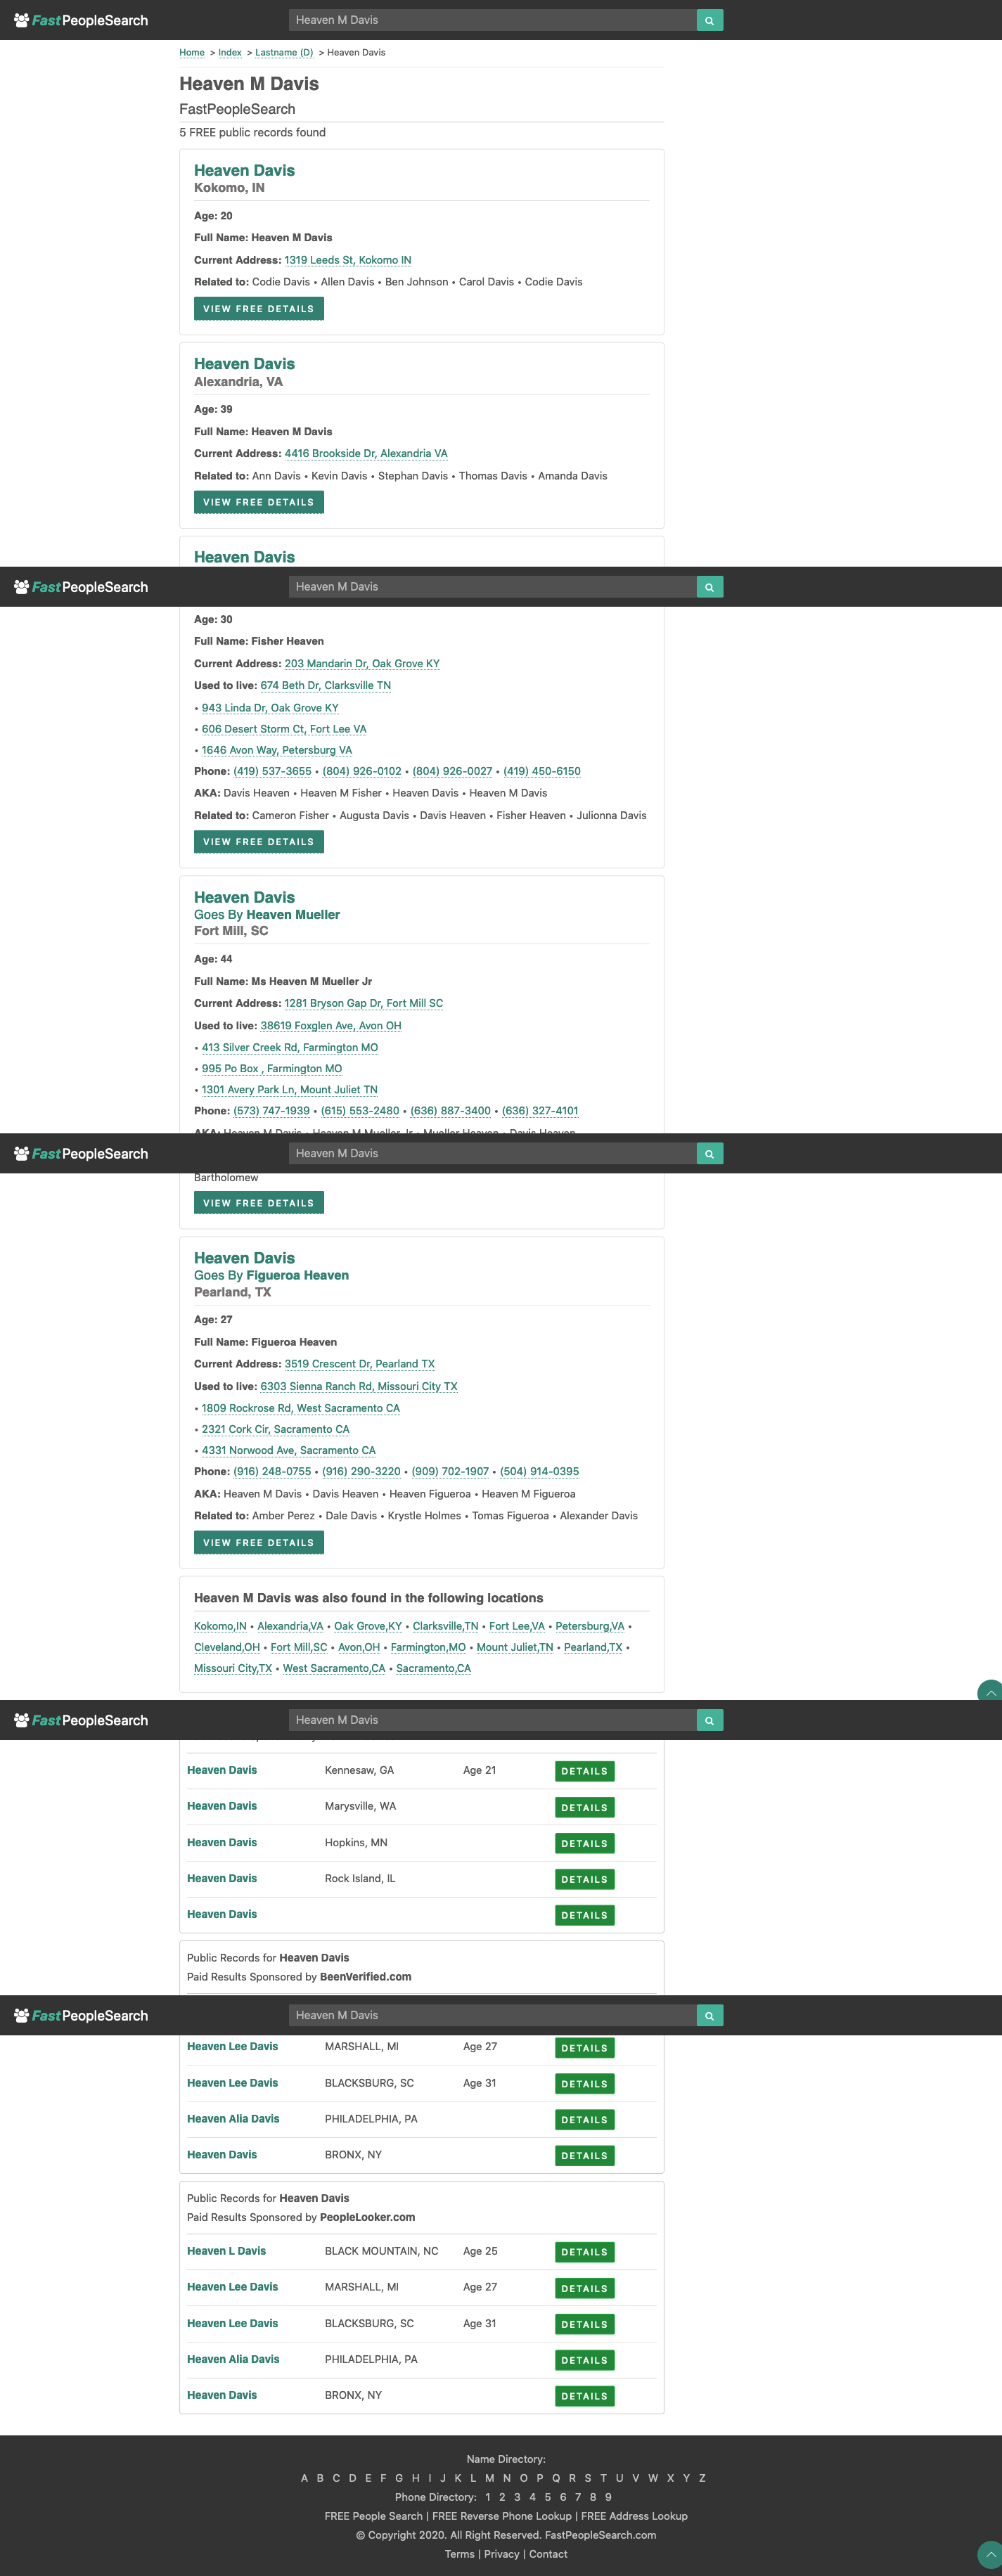 FastPeopleSearch
Heaven M Davis
Home > Index > Lastname (D) > Heaven Davis
Heaven M Davis
FastPeopleSearch
5 FREE public records found
Heaven Davis
Kokomo, IN
Age: 20
Full Name: Heaven M Davis
Current Address: 1319 Leeds St, Kokomo IN
Related to: Codie Davis • Allen Davis • Ben Johnson • Carol Davis • Codie Davis
VIEW FREE DETAILS
Heaven Davis
Alexandria, VA
Age: 39
Full Name: Heaven M Davis
Current Address: 4416 Brookside Dr, Alexandria VA
Related to: Ann Davis • Kevin Davis • Stephan Davis • Thomas Davis • Amanda Davis
VIEW FREE DETAILS
Heaven Davis
FastPeopleSearch
Heaven M Davis
Age: 30
Full Name: Fisher Heaven
Current Address: 203 Mandarin Dr, Oak Grove KY
Used to live: 674 Beth Dr, Clarksville TN
• 943 Linda Dr, Oak Grove KY
• 606 Desert Storm Ct, Fort Lee VA
• 1646 Avon Way, Petersburg VA
Phone: (419) 537-3655 • (804) 926-0102 • (804) 926-0027 • (419) 450-6150
AKA: Davis Heaven • Heaven M Fisher • Heaven Davis • Heaven M Davis
Related to: Cameron Fisher • Augusta Davis • Davis Heaven • Fisher Heaven • Julionna Davis
VIEW FREE DETAILS
Heaven Davis
Goes By Heaven Mueller
Fort Mill, SC
Age: 44
Full Name: Ms Heaven M Mueller Jr
Current Address: 1281 Bryson Gap Dr, Fort Mill SC
Used to live: 38619 Foxglen Ave, Avon OH
• 413 Silver Creek Rd, Farmington MO
• 995 Po Box , Farmington MO
• 1301 Avery Park Ln, Mount Juliet TN
Phone: (573) 747-1939 • (615) 553-2480 • (636) 887-3400 • (636) 327-4101
AKA: Heaven M Davis • Heaven M Mueller Jr • Mueller Heaven • Davis Heaven
FastPeopleSearch
Heaven M Davis
Bartholomew
VIEW FREE DETAILS
Heaven Davis
Goes By Figueroa Heaven
Pearland, TX
Age: 27
Full Name: Figueroa Heaven
Current Address: 3519 Crescent Dr, Pearland TX
Used to live: 6303 Sienna Ranch Rd, Missouri City TX
• 1809 Rockrose Rd, West Sacramento CA
• 2321 Cork Cir, Sacramento CA
• 4331 Norwood Ave, Sacramento CA
Phone: (916) 248-0755 • (916) 290-3220 • (909) 702-1907 • (504) 914-0395
AKA: Heaven M Davis • Davis Heaven • Heaven Figueroa • Heaven M Figueroa
Related to: Amber Perez • Dale Davis • Krystle Holmes • Tomas Figueroa • Alexander Davis
VIEW FREE DETAILS
Heaven M Davis was also found in the following locations
Kokomo,IN • Alexandria,VA • Oak Grove,KY • Clarksville,TN • Fort Lee,VA • Petersburg,VA •
Cleveland,OH • Fort Mill,SC • Avon,OH • Farmington,MO • Mount Juliet,TN • Pearland,TX •
Missouri City,TX • West Sacramento,CA • Sacramento,CA
FastPeopleSearch
Heaven M Davis
Heaven Davis Kennesaw, GA Age 21 DETAILS
Heaven Davis Marysville, WA DETAILS
Heaven Davis Hopkins, MN DETAILS
Heaven Davis Rock Island, IL DETAILS
Heaven Davis DETAILS
Public Records for Heaven Davis
Paid Results Sponsored by BeenVerified.com
FastPeopleSearch
Heaven M Davis
Heaven Lee Davis MARSHALL, MI Age 27 DETAILS
Heaven Lee Davis BLACKSBURG, SC Age 31 DETAILS
Heaven Alia Davis PHILADELPHIA, PA DETAILS
Heaven Davis BRONX, NY DETAILS
Public Records for Heaven Davis
Paid Results Sponsored by PeopleLooker.com
Heaven L Davis BLACK MOUNTAIN, NC Age 25 DETAILS
Heaven Lee Davis MARSHALL, MI Age 27 DETAILS
Heaven Lee Davis BLACKSBURG, SC Age 31 DETAILS
Heaven Alia Davis PHILADELPHIA, PA DETAILS
Heaven Davis BRONX, NY DETAILS
Name Directory:
A B C D E F G H I J K L M N O P Q R S T U V W X Y Z
Phone Directory: 1 2 3 4 5 6 7 8 9
FREE People Search | FREE Reverse Phone Lookup | FREE Address Lookup
© Copyright 2020. All Right Reserved. FastPeopleSearch.com
Terms | Privacy | Contact